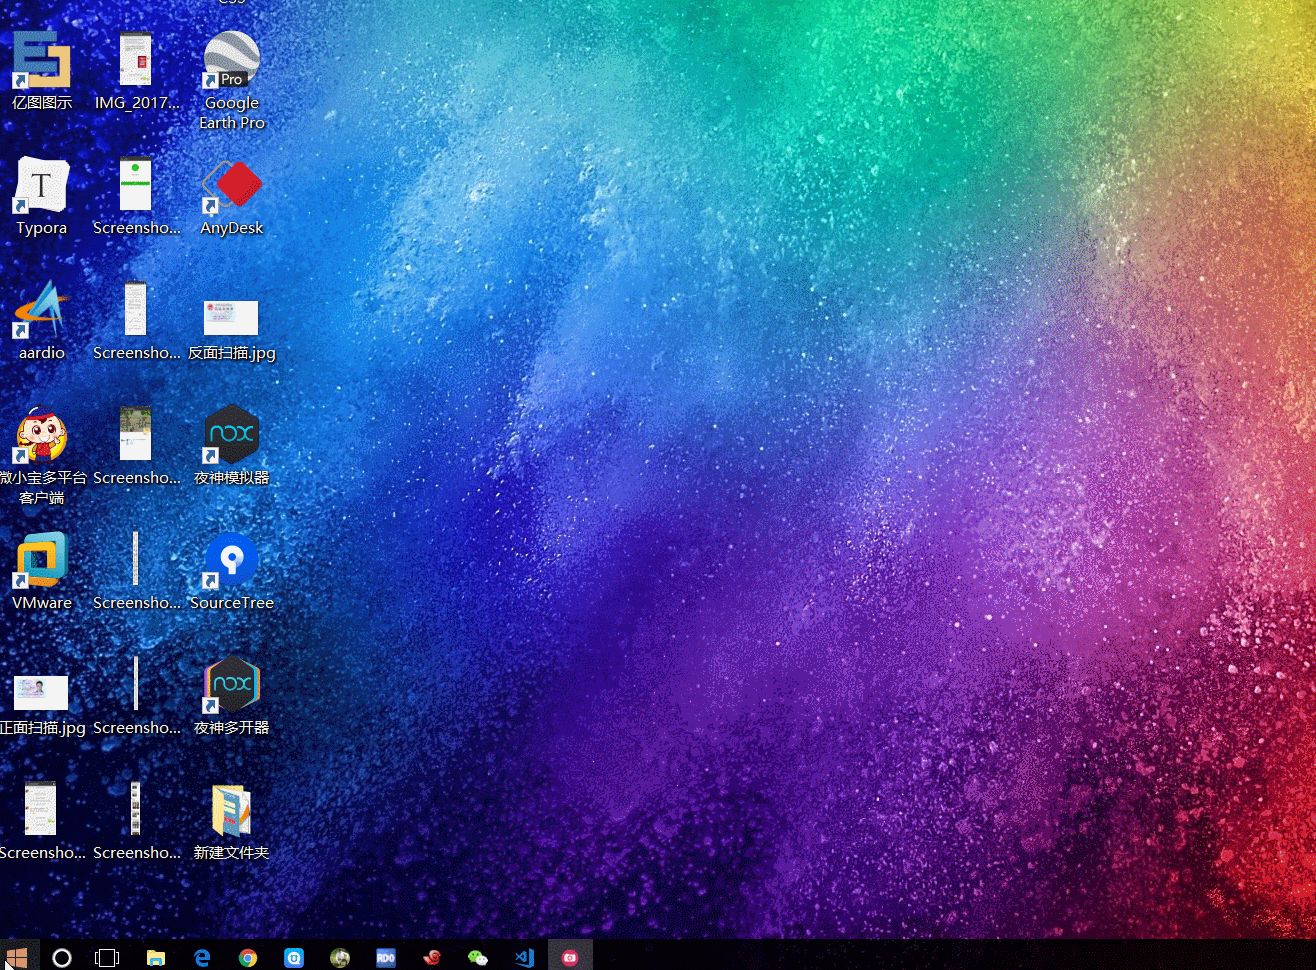 亿图图示
IMG_2017...
Pro
Google
Earth Pro
T
Typora
Screensho...
AnyDesk
aardio
Screensho...
反面扫描.jpg
微小宝多平台
客户端
Screensho...
nox
夜神模拟器
VMware
Screensho...
SourceTree
正面扫描.jpg
Screensho...
nox
夜神多开器
Screensho...
Screensho...
新建文件夹
RDO